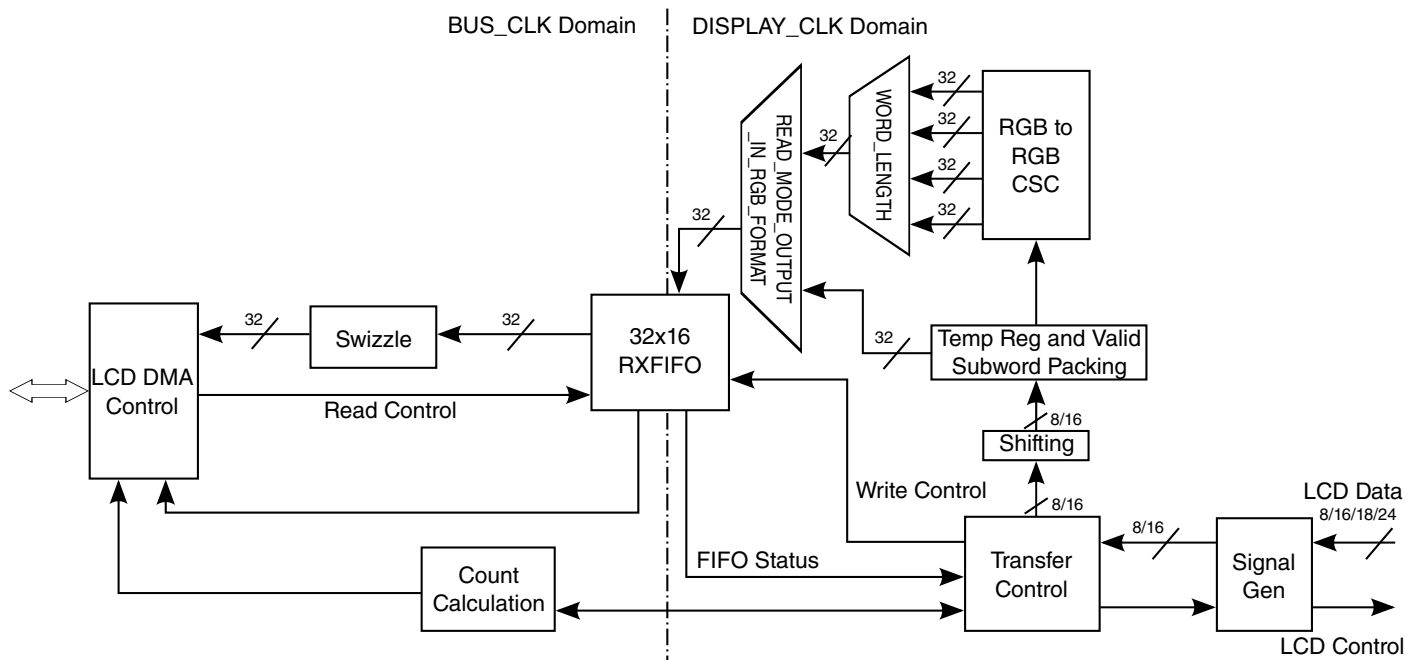 BUS_CLK Domain
DISPLAY_CLK Domain
READ_MODE_OUTPUT
_IN_RGB_FORMAT
WORD_LENGTH
32
32
32
32
RGB to
RGB
CSC
32
32
LCD DMA
Control
32
Swizzle
32
32x16
RXFIFO
Read Control
32
Temp Reg and Valid
Subword Packing
8/16
Shifting
8/16
Write Control
FIFO Status
Count
Calculation
Transfer
Control
8/16
Signal
Gen
LCD Data
8/16/18/24
LCD Control